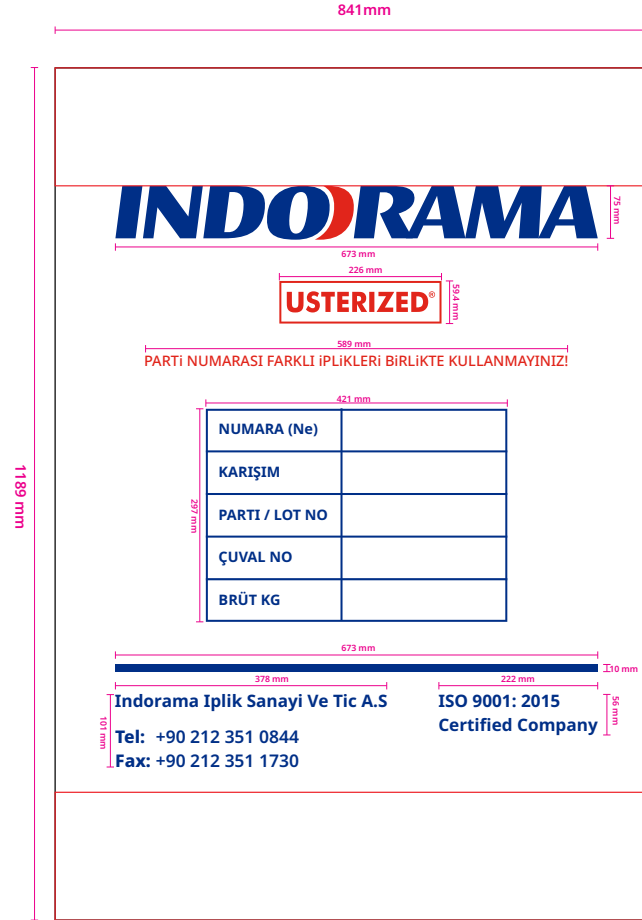 841mm
INDORAMA
75 mm
673 mm
226 mm
USTERIZED®
59.4 mm
589 mm
PARTi NUMARASI FARKLI iPLiKLERi BiRLiKTE KULLANMAYINIZ!
421 mm
NUMARA (Ne)
KARIŞIM
PARTI / LOT NO
ÇUVAL NO
BRÜT KG
297 mm
1189 mm
673 mm
10 mm
378 mm
222 mm
Indorama Iplik Sanayi Ve Tic A.S
Tel: +90 212 351 0844
Fax: +90 212 351 1730
101 mm
ISO 9001: 2015
Certified Company
56 mm